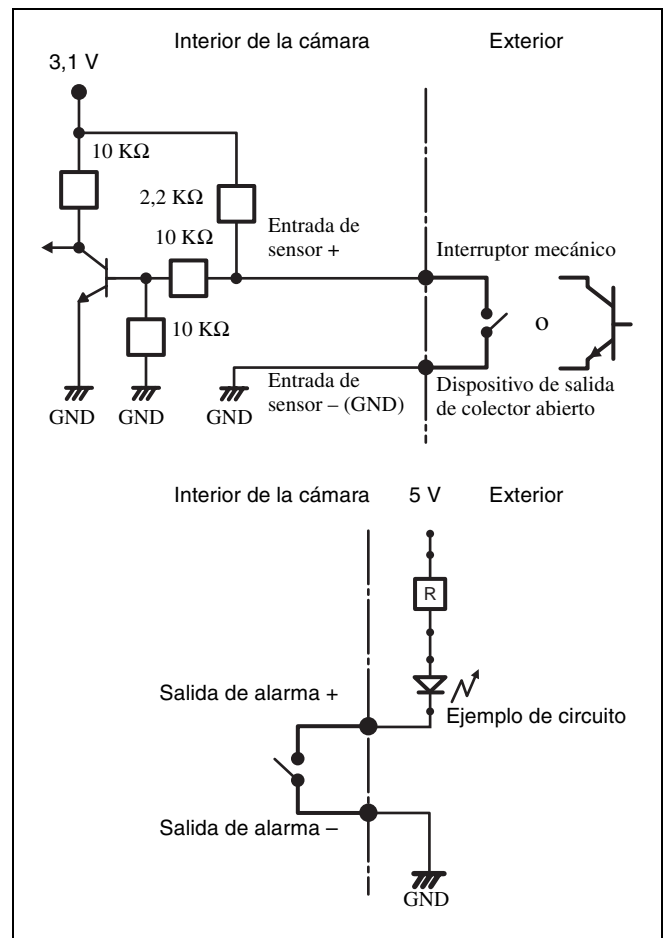 Interior de la cámara
Exterior
3,1 V
10 KΩ
2,2 KΩ
10 KΩ
Entrada de
sensor +
Interruptor mecánico
o
10 KΩ
Entrada de
sensor – (GND)
Dispositivo de salida
de colector abierto
GND
GND
GND
Interior de la cámara
5 V
Exterior
R
Salida de alarma +
Ejemplo de circuito
Salida de alarma –
GND